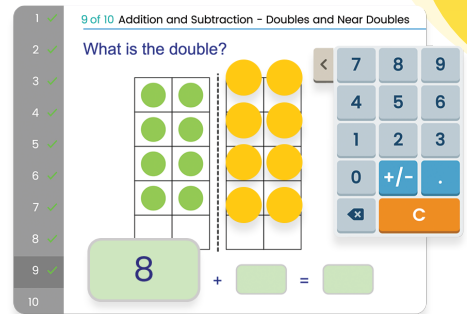 9 of 10 Addition and Subtraction - Doubles and Near Doubles
What is the double?
1
2
3
4
5
6
7
8
9
10
< 7 8 9
4 5 6
1 2 3
0 +/- .
C
8 + =